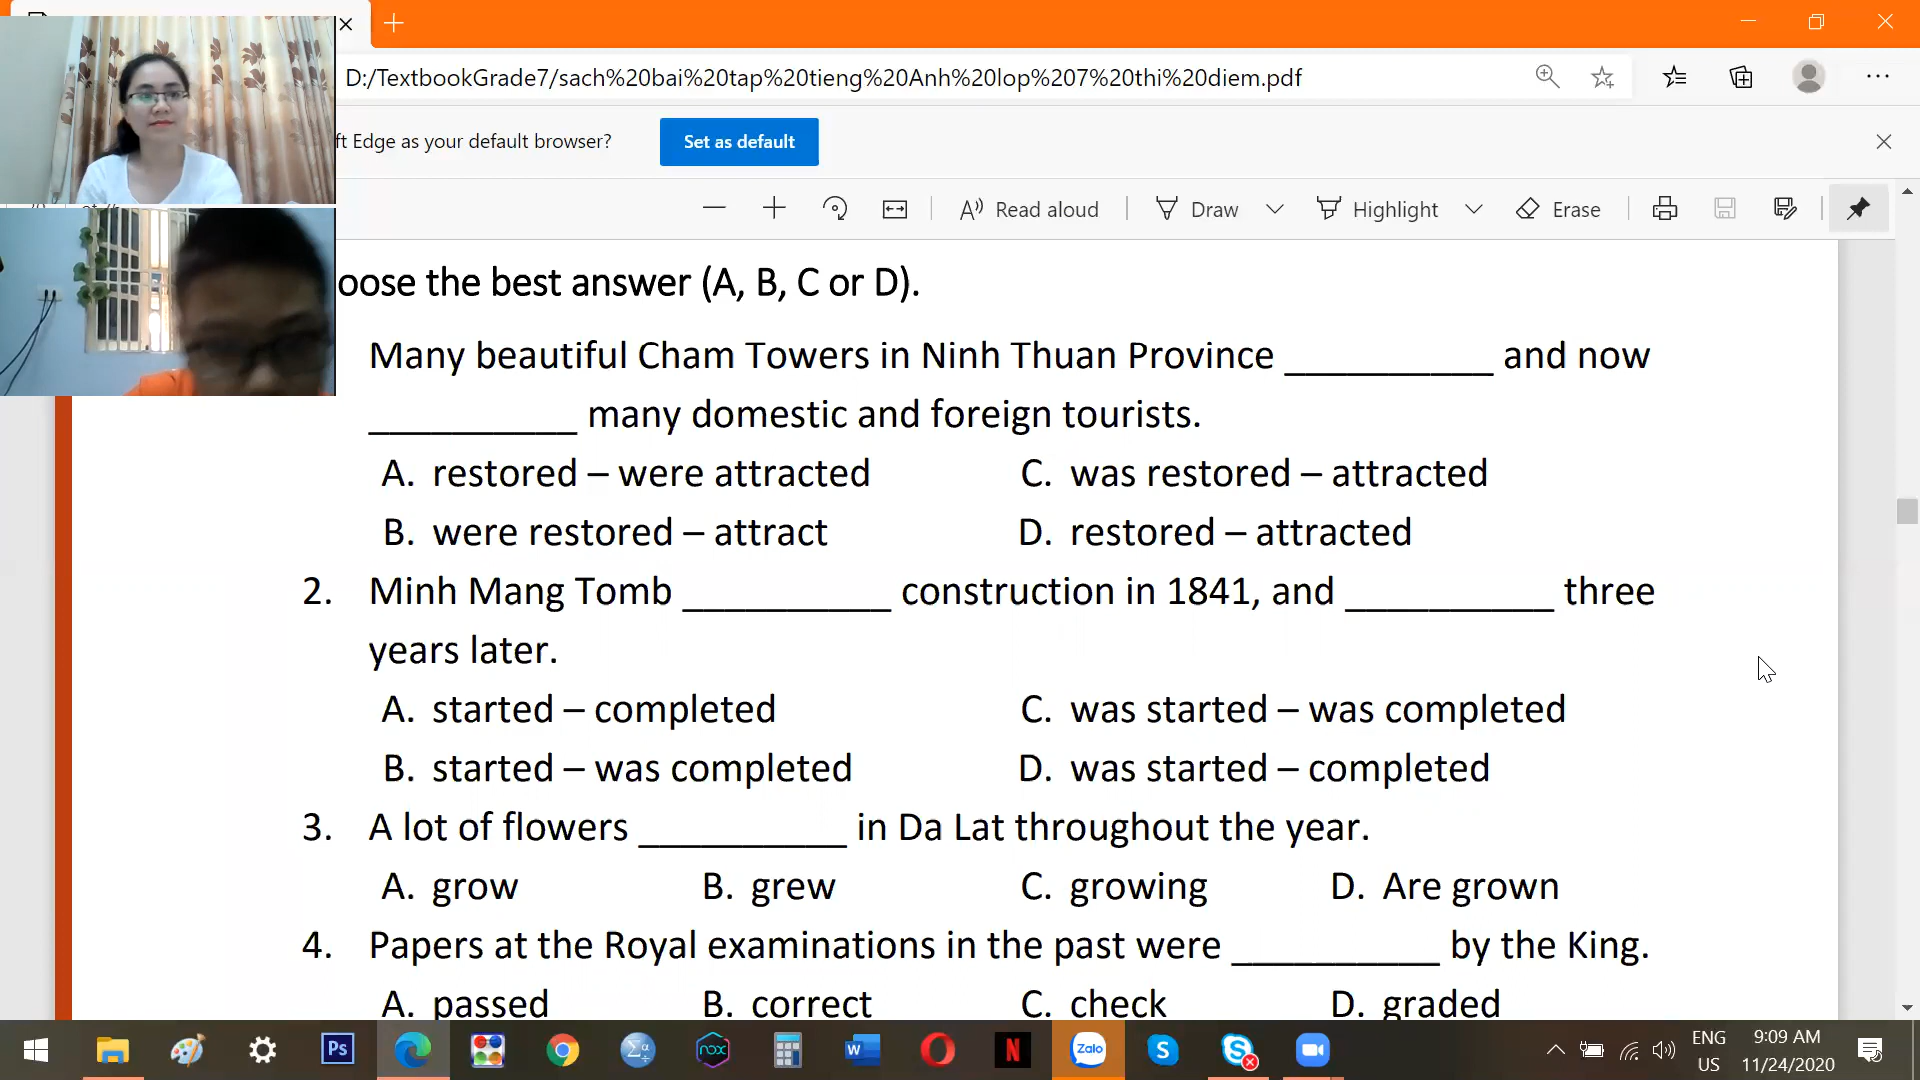 D:/TextbookGrade7/sach%20bai%20tap%20tieng%20Anh%20lop%207%20thi%20diem.pdf
ft Edge as your default browser?
Set as default
Read aloud
Draw
Highlight
Erase
oose the best answer (A, B, C or D).
Many beautiful Cham Towers in Ninh Thuan Province __________ and now
__________ many domestic and foreign tourists.
A. restored – were attracted C. was restored – attracted
B. were restored – attract D. restored – attracted
2. Minh Mang Tomb __________ construction in 1841, and __________ three
years later.
A. started – completed C. was started – was completed
B. started – was completed D. was started – completed
3. A lot of flowers __________ in Da Lat throughout the year.
A. grow B. grew C. growing D. Are grown
4. Papers at the Royal examinations in the past were __________ by the King.
A. passed B. correct C. check D. graded
Ps
nox
W
N
Zalo
S
S
ENG
US
9:09 AM
11/24/2020